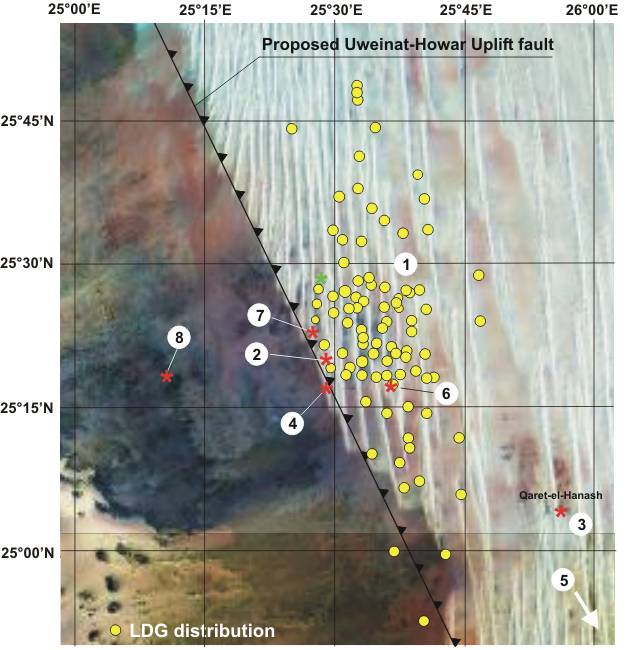 25°00'E 25°15'E 25°30'E 25°45'E 26°00'E
Proposed Uweinat-Howar Uplift fault
25°45'N
25°30'N
1
7
8
2
25°15'N
6
4
Qaret-el-Hanash
3
25°00'N
5
LDG distribution